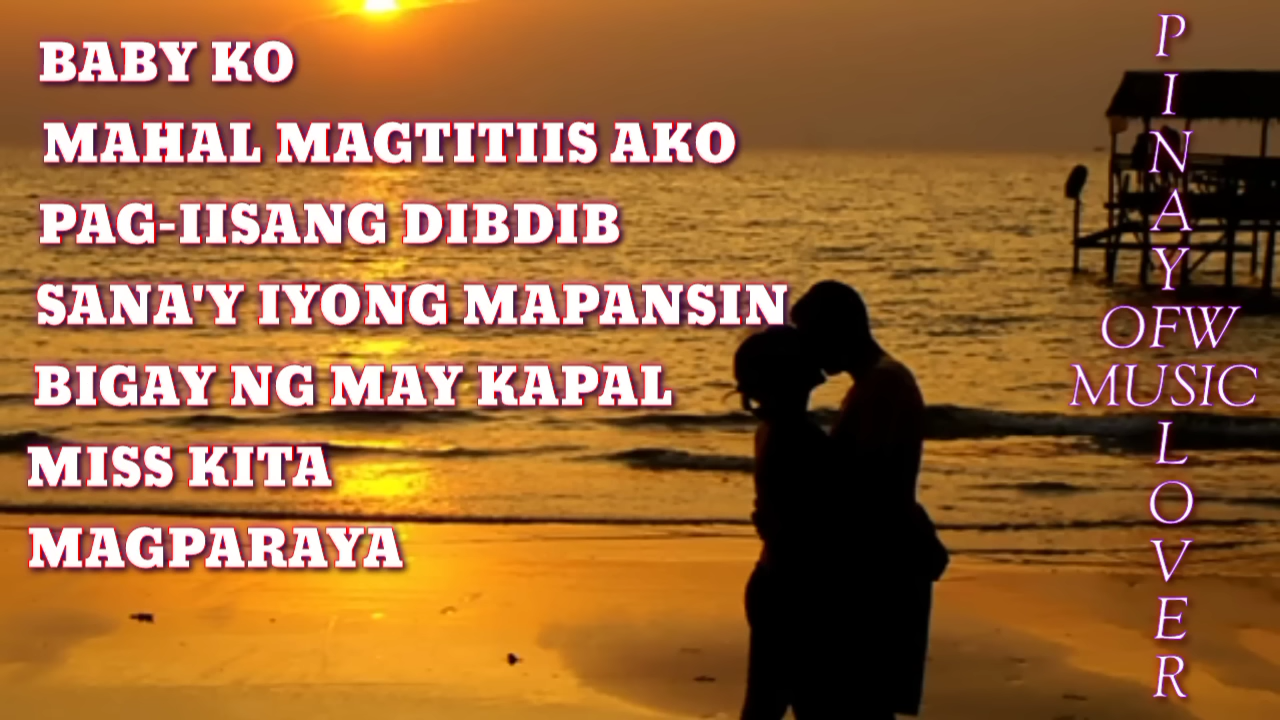 BABY KO
MAHAL MAGTITIIS AKO
PAG-IISANG DIBDIB
SANA'Y IYONG MAPANSIN
BIGAY NG MAY KAPAL
MISS KITA
MAGPARAYA
PINAY
OFW
MUSIC
LOVER